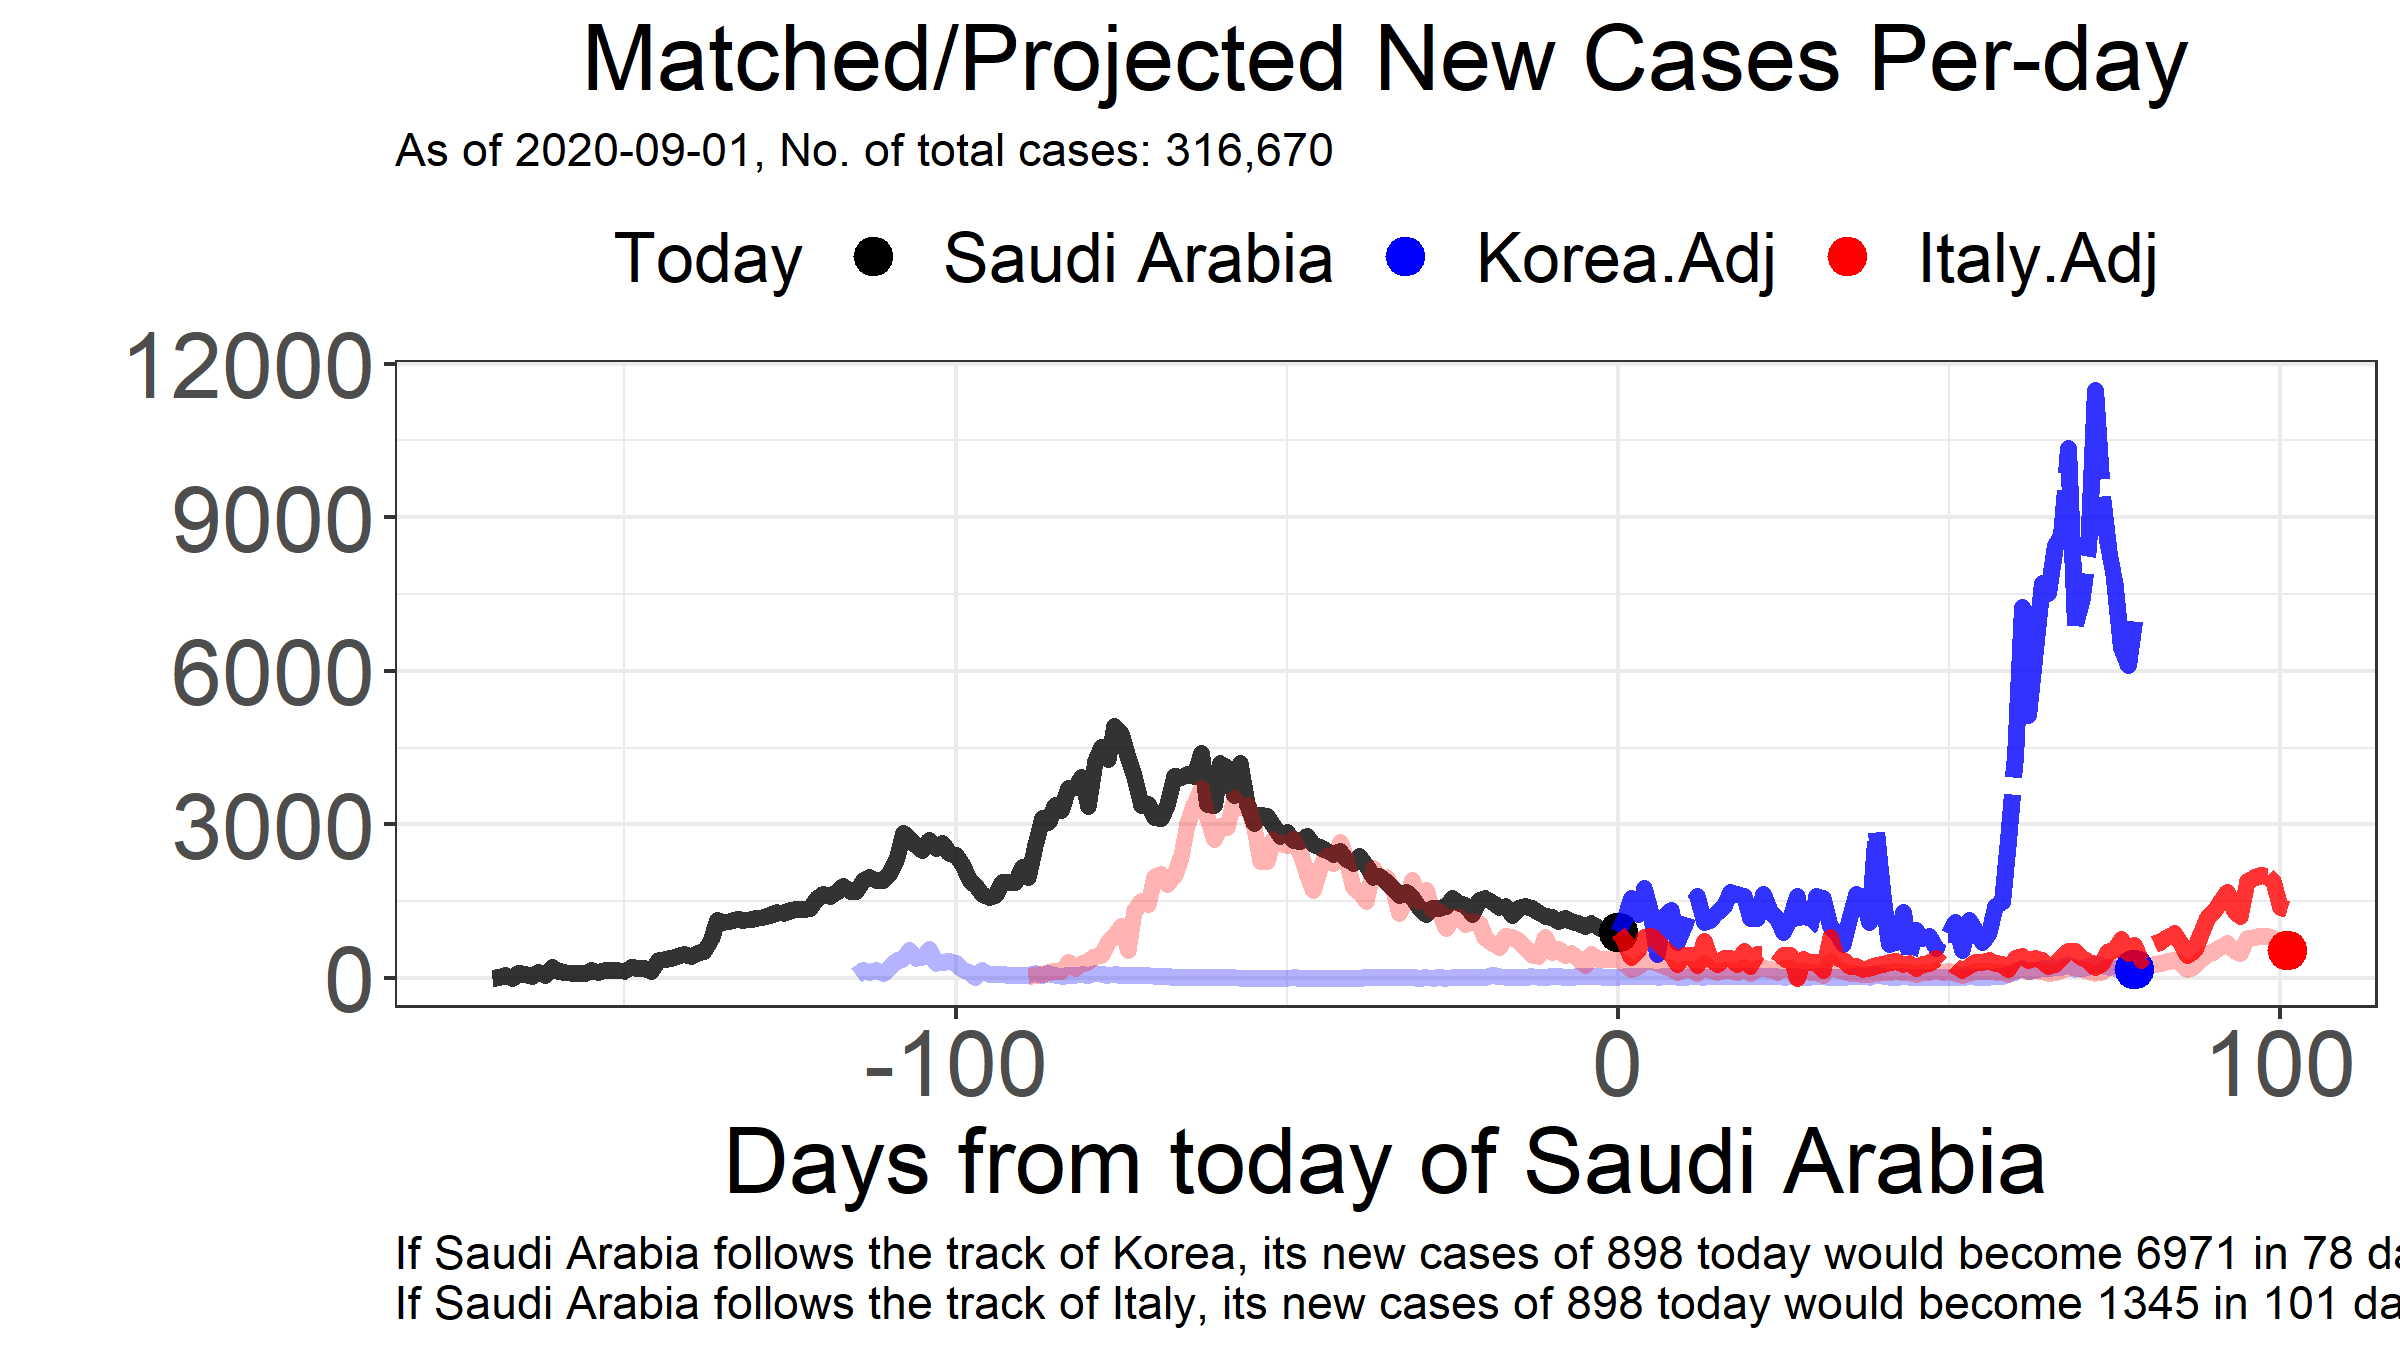 Matched/Projected New Cases Per-day
As of 2020-09-01, No. of total cases: 316,670
Today Saudi Arabia Korea.Adj Italy.Adj
12000
9000
6000
3000
0
-100 0 100
Days from today of Saudi Arabia
If Saudi Arabia follows the track of Korea, its new cases of 898 today would become 6971 in 78 da
If Saudi Arabia follows the track of Italy, its new cases of 898 today would become 1345 in 101 da